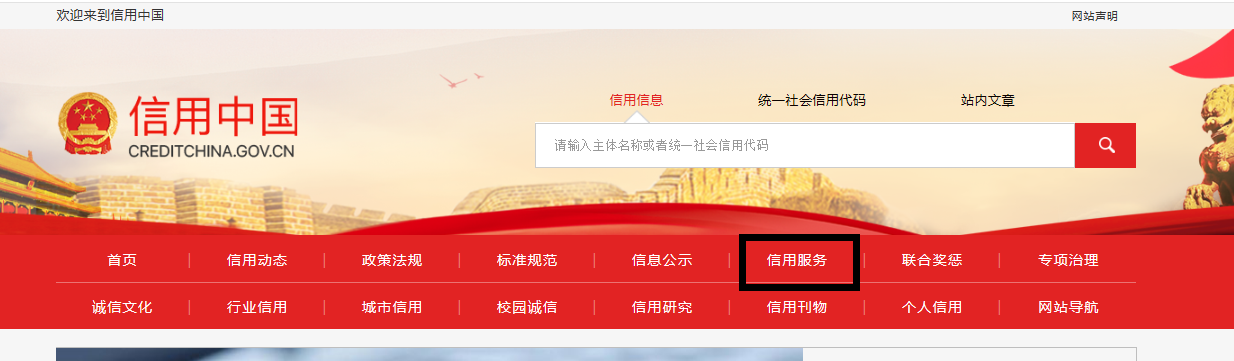 欢迎来到信用中国 网站声明
信用信息 统一社会信用代码 站内文章
信用中国
CREDITCHINA.GOV.CN
请输入主体名称或者统一社会信用代码
首页 信用动态 政策法规 标准规范 信息公示 信用服务 联合奖惩 专项治理
诚信文化 行业信用 城市信用 校园诚信 信用研究 信用刊物 个人信用 网站导航